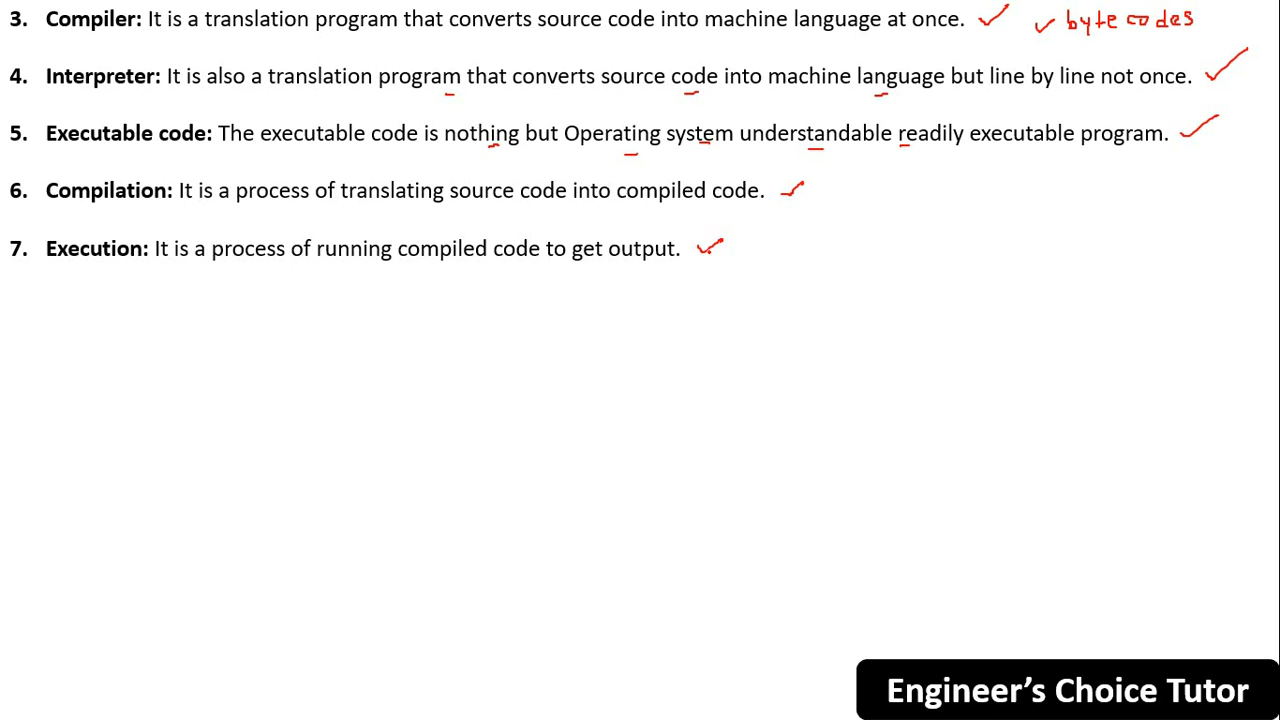 3. Compiler: It is a translation program that converts source code into machine language at once. ✓ ✓ byte codes
4. Interpreter: It is also a translation program that converts source code into machine language but line by line not once. ✓
5. Executable code: The executable code is nothing but Operating system understandable readily executable program. ✓
6. Compilation: It is a process of translating source code into compiled code. ✓
7. Execution: It is a process of running compiled code to get output. ✓
Engineer’s Choice Tutor